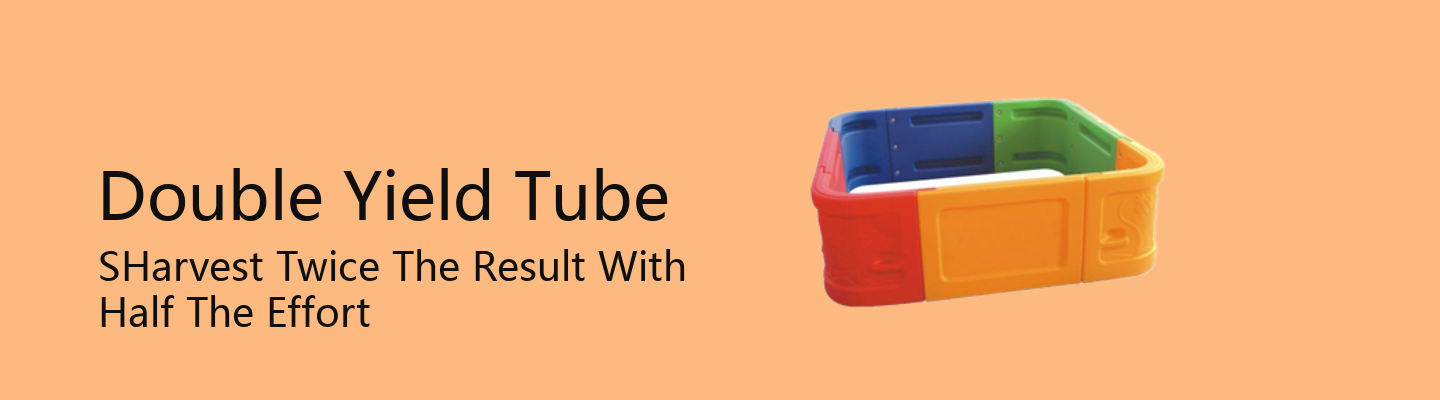 Double Yield Tube
SHarvest Twice The Result With
Half The Effort